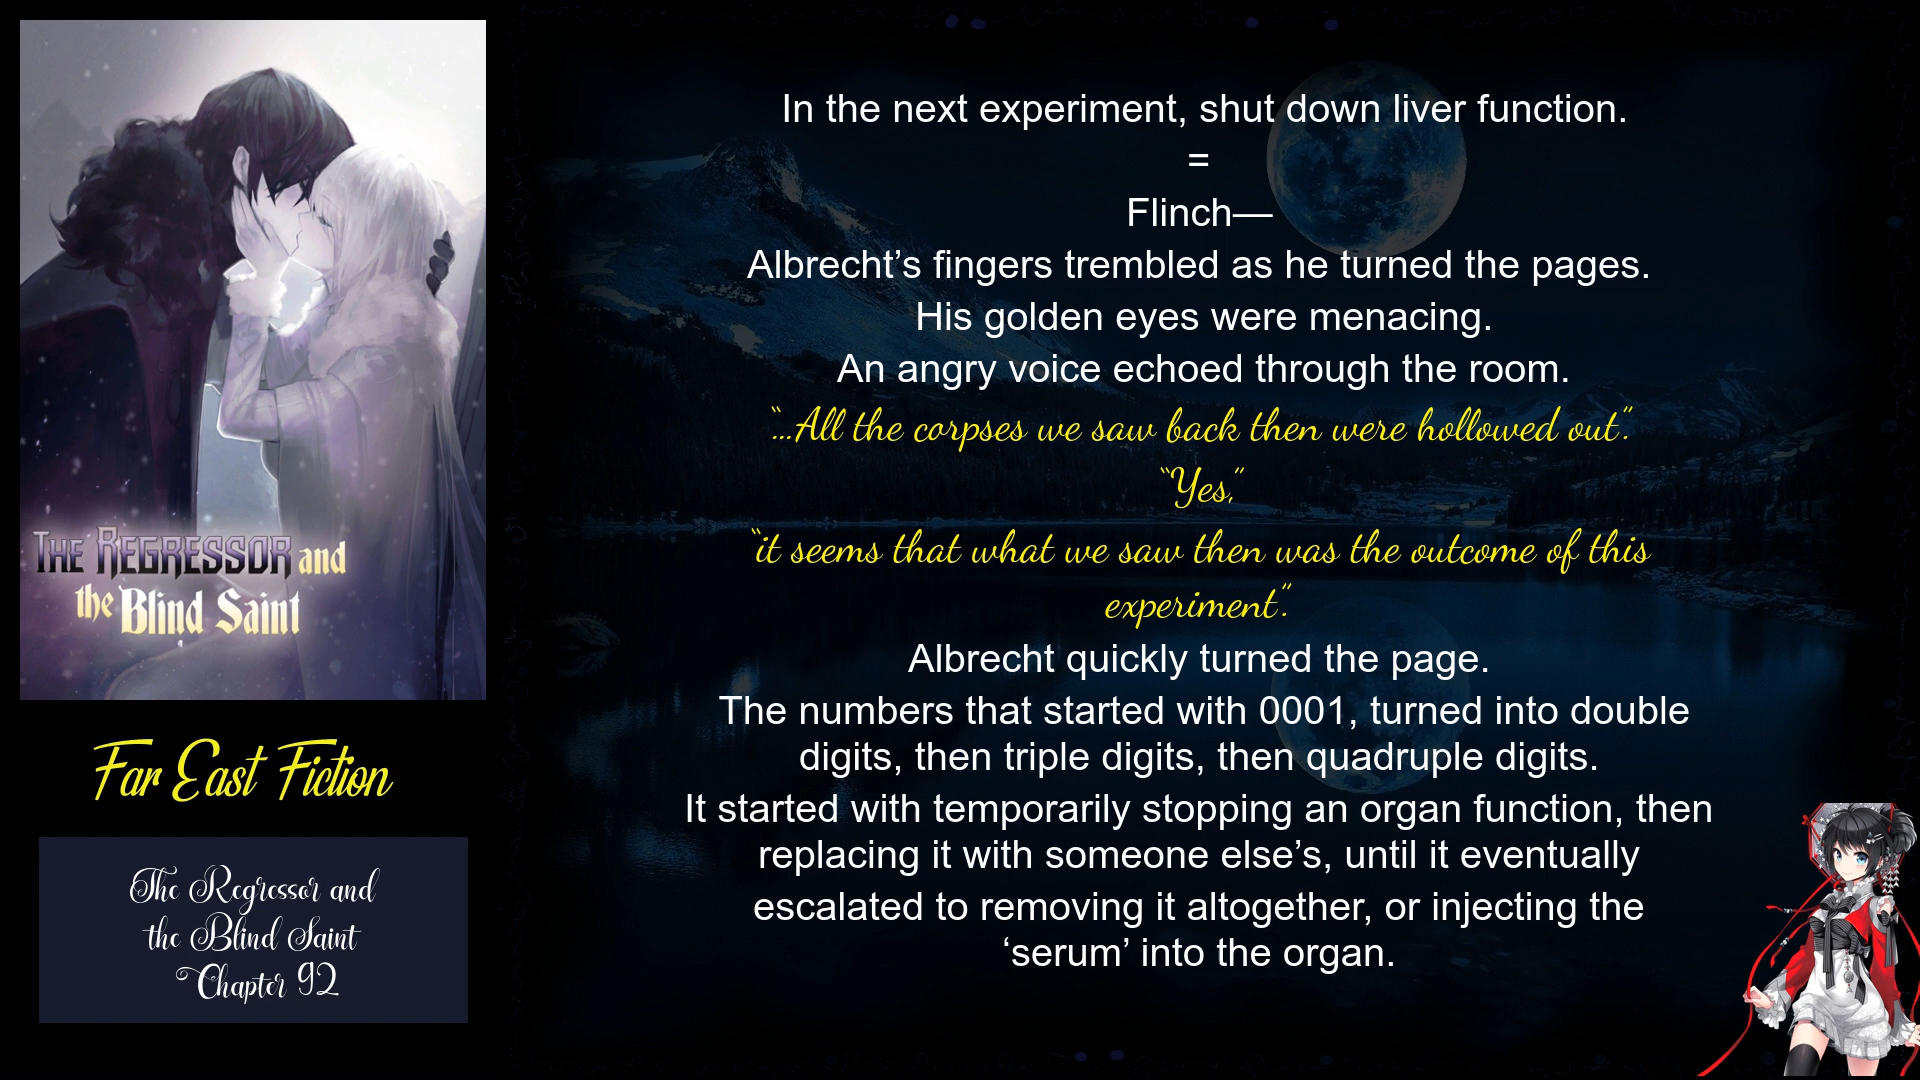 THE REGRESSOR and
the Blind Saint
Far East Fiction
The Regressor and
the Blind Saint
Chapter 92
In the next experiment, shut down liver function.
=
Flinch—
Albrecht’s fingers trembled as he turned the pages.
His golden eyes were menacing.
An angry voice echoed through the room.
“…All the corpses we saw back then were hollowed out”.
“Yes,”
“it seems that what we saw then was the outcome of this
experiment”.
Albrecht quickly turned the page.
The numbers that started with 0001, turned into double
digits, then triple digits, then quadruple digits.
It started with temporarily stopping an organ function, then
replacing it with someone else’s, until it eventually
escalated to removing it altogether, or injecting the
‘serum’ into the organ.